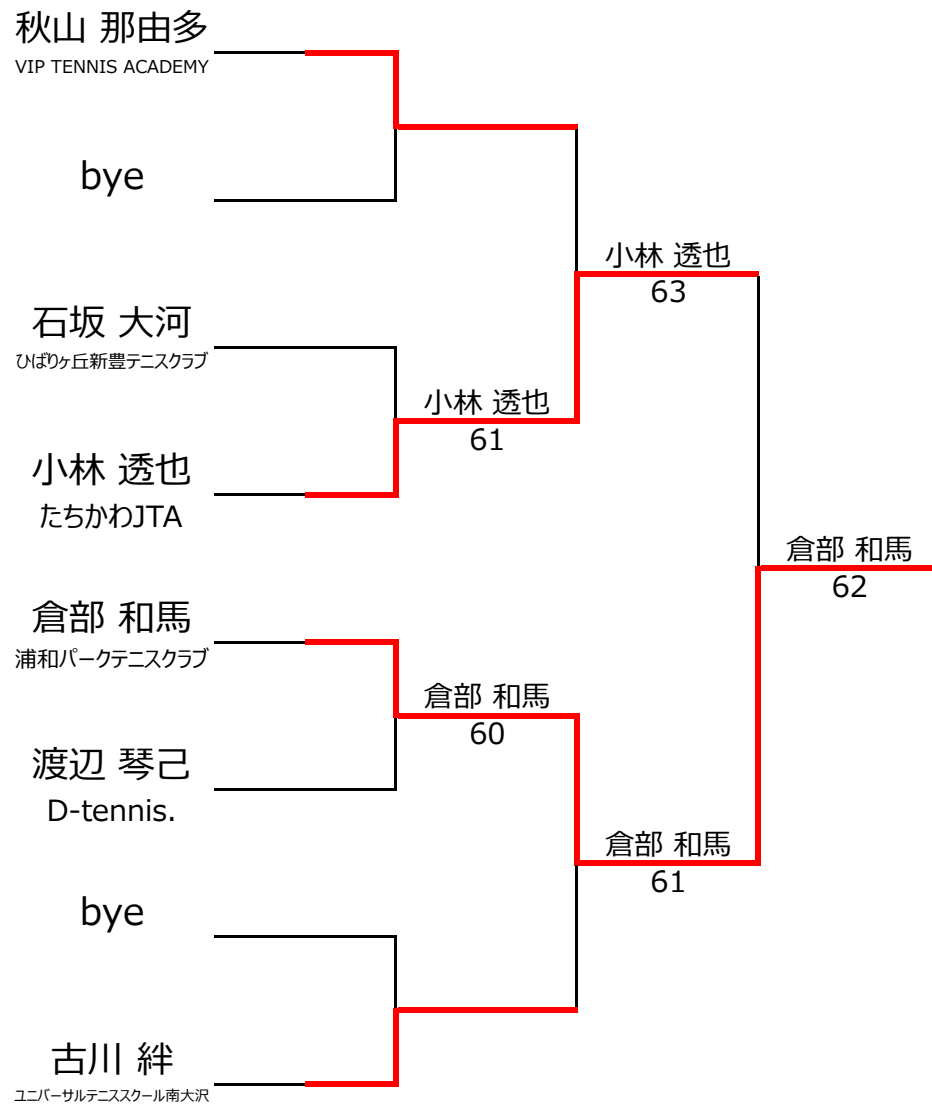 秋山 那由多
VIP TENNIS ACADEMY
bye
小林 透也
63
石坂 大河
ひばりヶ丘新豊テニスクラブ
小林 透也
61
小林 透也
たちかわJTA
倉部 和馬
62
倉部 和馬
浦和パークテニスクラブ
倉部 和馬
60
渡辺 琴己
D-tennis.
倉部 和馬
61
bye
古川 絆
ユニバーサルテニススクール南大沢